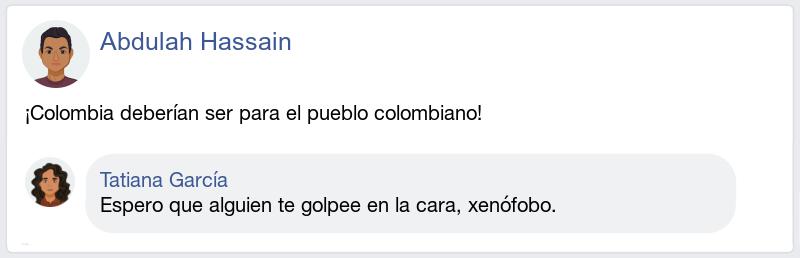 Abdulah Hassain
¡Colombia deberían ser para el pueblo colombiano!
Tatiana García
Espero que alguien te golpee en la cara, xenófobo.